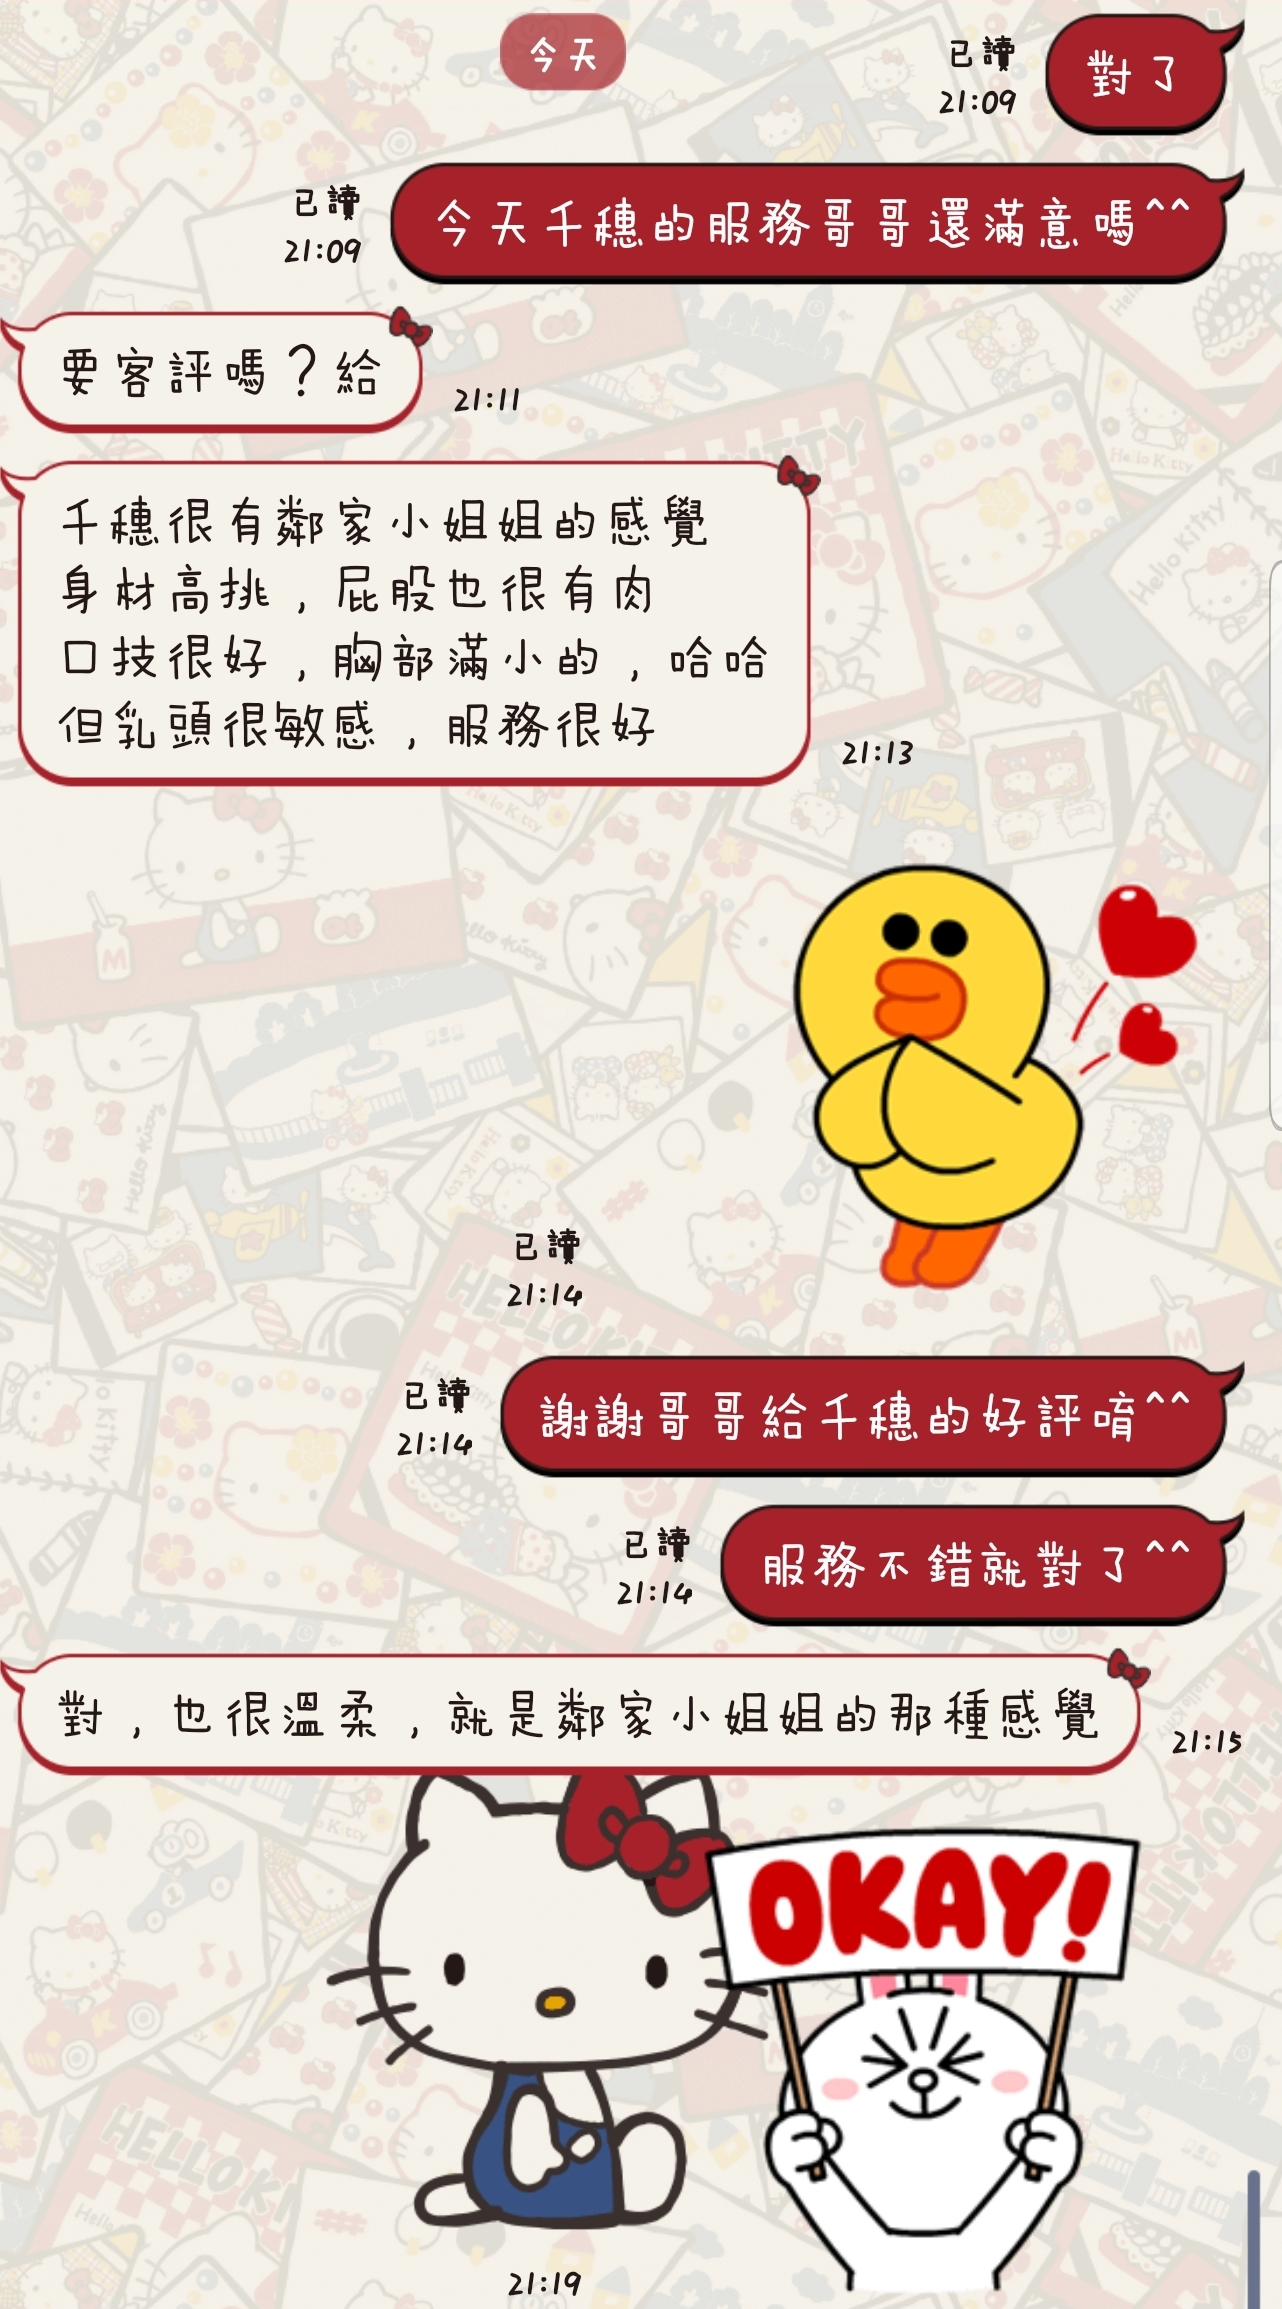 今天
對了
已讀
21:09
今天千穗的服務哥哥還滿意嗎^^
已讀
21:09
要客評嗎？給
21:11
千穗很有鄰家小姐姐的感覺
身材高挑，屁股也很有肉
口技很好，胸部滿小的，哈哈
但乳頭很敏感，服務很好
21:13
已讀
21:14
謝謝哥哥給千穗的好評唷^^
已讀
21:14
服務不錯就對了^^
已讀
21:14
對，也很溫柔，就是鄰家小姐姐的那種感覺
21:15
OKAY!
21:19